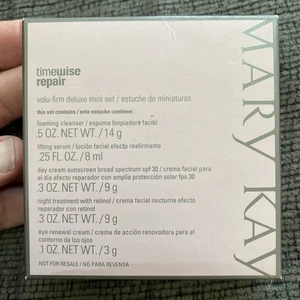 timewise
repair
volu-firm deluxe mini set / estuche de miniaturas
this set contains / este estuche contiene:
foaming cleanser / espuma limpiadora facial
.5 OZ. NET WT. / 14 g
lifting serum / loción facial efecto reafirmante
.25 FL. OZ. / 8 ml
day cream sunscreen broad spectrum spf 30 / crema facial para
el día efecto reparador con amplia protección solar fps 30
.3 OZ. NET WT. / 9 g
night treatment with retinol / crema facial nocturna efecto
reparador con retinol
.3 OZ. NET WT. / 9 g
eye renewal cream / crema de acción renovadora para el
contorno de los ojos
.1 OZ. NET WT. / 3 g
NOT FOR RESALE / NO PARA REVENTA
MARY KAY